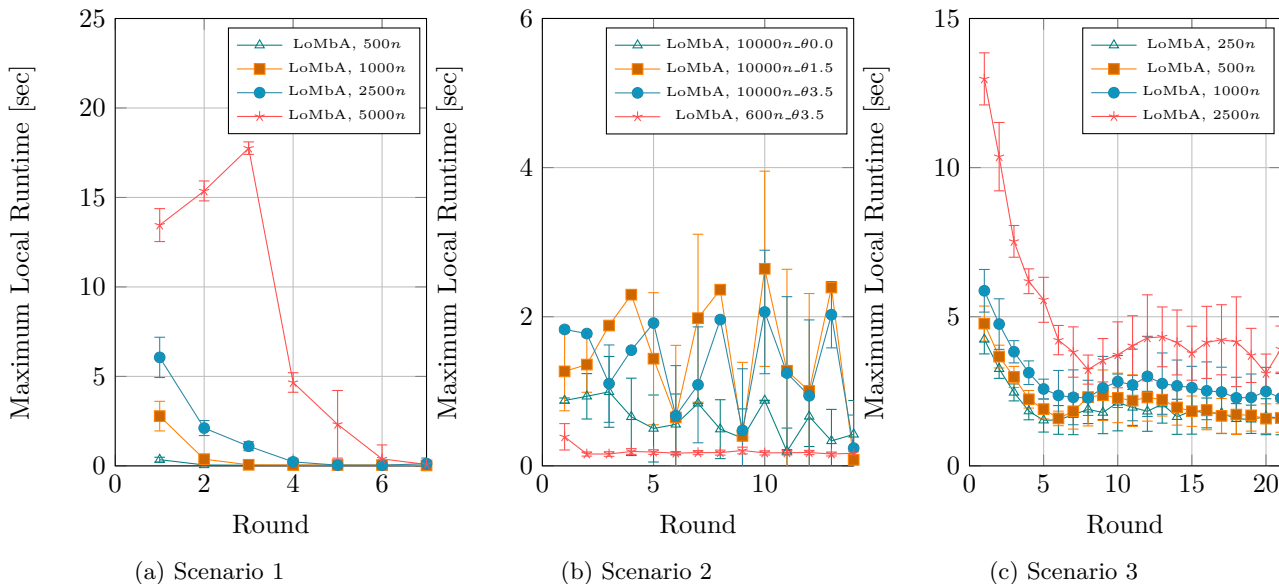 Maximum Local Runtime [sec]
25
20
15
10
5
0
0
2
4
6
Round
LoMbA, 500n
LoMbA, 1000n
LoMbA, 2500n
LoMbA, 5000n
(a) Scenario 1
Maximum Local Runtime [sec]
6
4
2
0
0
5
10
Round
LoMbA, 10000n_θ0.0
LoMbA, 10000n_θ1.5
LoMbA, 10000n_θ3.5
LoMbA, 600n_θ3.5
(b) Scenario 2
Maximum Local Runtime [sec]
15
10
5
0
0
5
10
15
20
Round
LoMbA, 250n
LoMbA, 500n
LoMbA, 1000n
LoMbA, 2500n
(c) Scenario 3